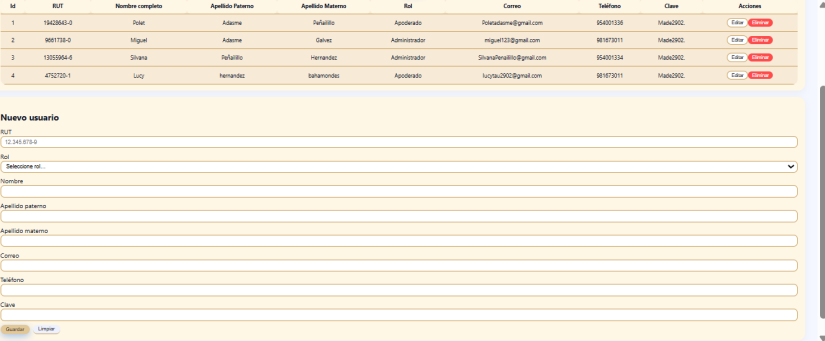 Id RUT Nombre completo Apellido Paterno Apellido Materno Rol Correo Teléfono Clave Acciones
1 19428643-0 Polet Adasme Peñailillo Apoderado Poletadasme@gmail.com 954001336 Made2902. Editar Eliminar
2 9661738-0 Miguel Adasme Galvez Administrador miguel123@gmail.com 981673011 Made2902. Editar Eliminar
3 13055964-6 Silvana Peñailillo Hernandez Administrador SilvanaPenailillo@gmail.com 954001334 Made2902. Editar Eliminar
4 4752720-1 Lucy hernandez bahamondes Apoderado lucytau2902@gmail.com 981673011 Made2902. Editar Eliminar
Nuevo usuario
RUT
12.345.678-9
Rol
Seleccione rol...
Nombre
Apellido paterno
Apellido materno
Correo
Teléfono
Clave
Guardar Limpiar